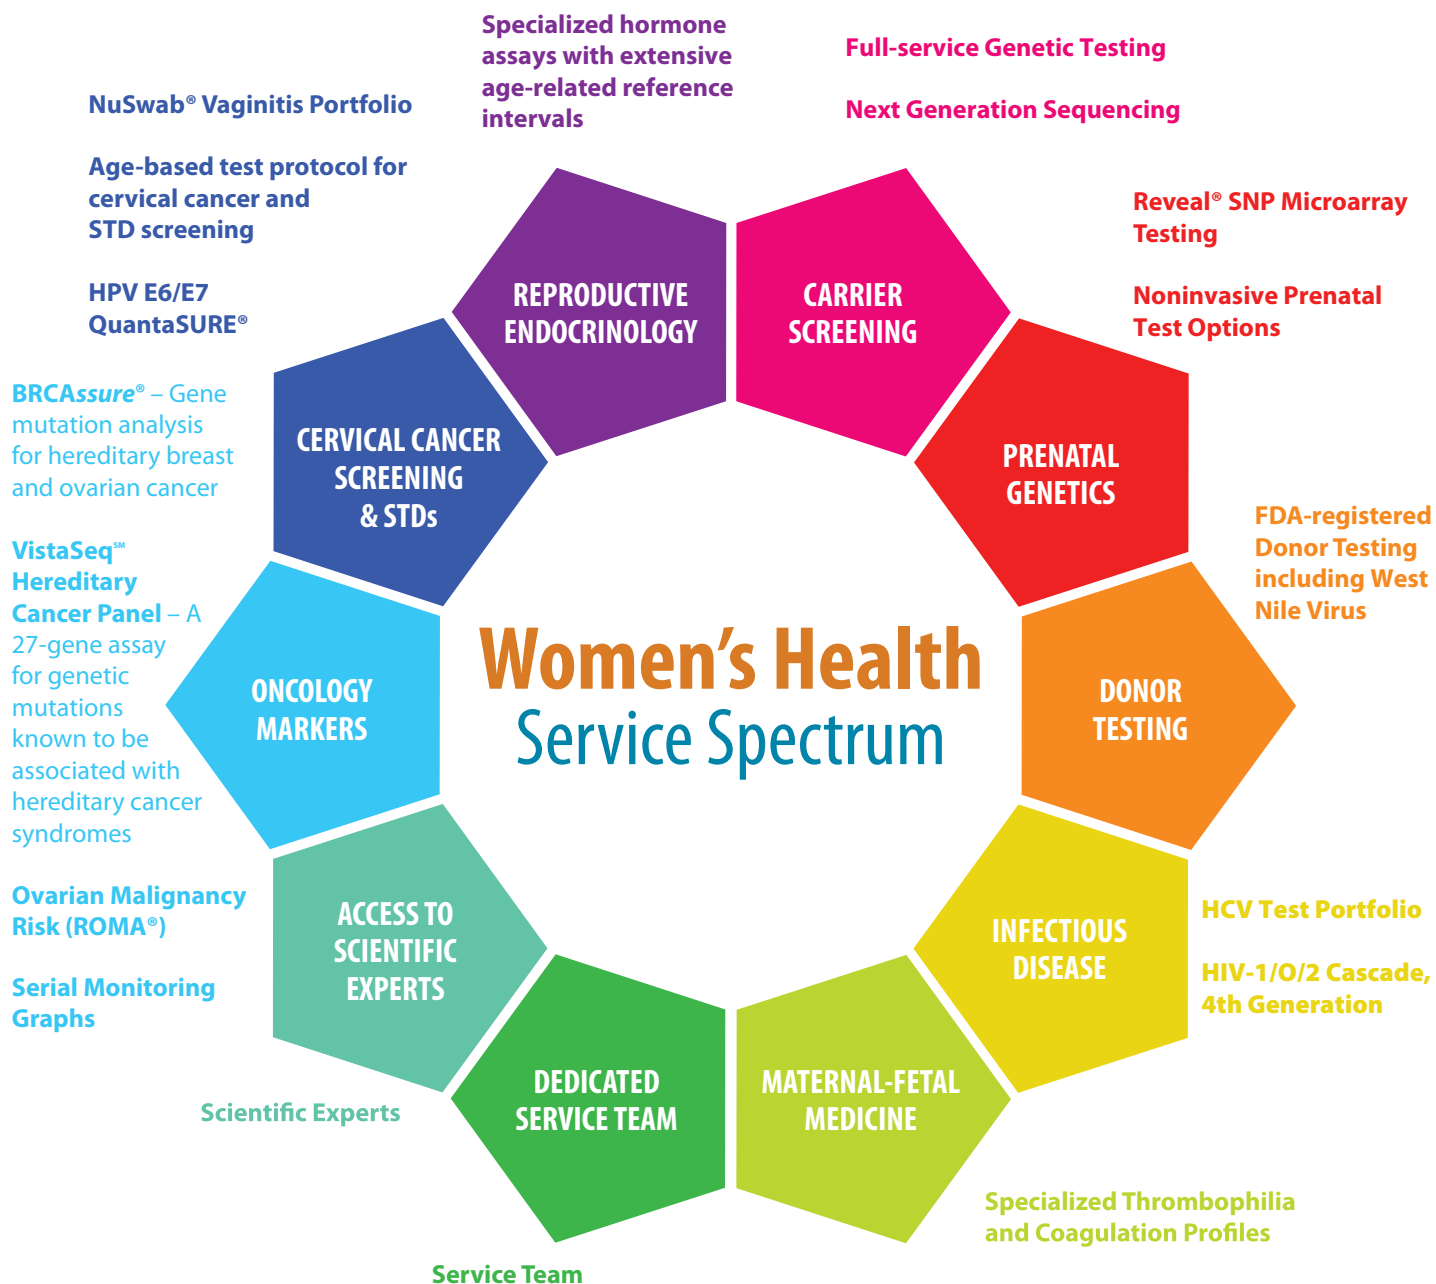 Specialized hormone
assays with extensive
age-related reference
intervals
Full-service Genetic Testing
Next Generation Sequencing
NuSwab® Vaginitis Portfolio
Age-based test protocol for
cervical cancer and
STD screening
HPV E6/E7
QuantaSURE®
Reveal® SNP Microarray
Testing
Noninvasive Prenatal
Test Options
REPRODUCTIVE
ENDOCRINOLOGY
CARRIER
SCREENING
BRCAssure® – Gene
mutation analysis
for hereditary breast
and ovarian cancer
CERVICAL CANCER
SCREENING
& STDs
PRENATAL
GENETICS
FDA-registered
Donor Testing
including West
Nile Virus
VistaSeq℠
Hereditary
Cancer Panel – A
27-gene assay
for genetic
mutations
known to be
associated with
hereditary cancer
syndromes
Ovarian Malignancy
Risk (ROMA®)
Serial Monitoring
Graphs
ONCOLOGY
MARKERS
Women's Health
Service Spectrum
DONOR
TESTING
ACCESS TO
SCIENTIFIC
EXPERTS
INFECTIOUS
DISEASE
HCV Test Portfolio
HIV-1/O/2 Cascade,
4th Generation
DEDICATED
SERVICE TEAM
MATERNAL-FETAL
MEDICINE
Scientific Experts
Specialized Thrombophilia
and Coagulation Profiles
Service Team